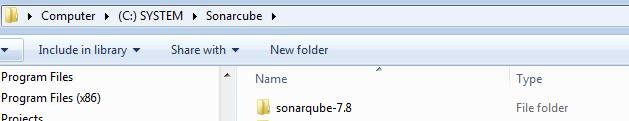 Computer (C:) SYSTEM Sonarcube
Include in library Share with New folder
Program Files
Program Files (x86)
Projects
Name Type
sonarqube-7.8 File folder